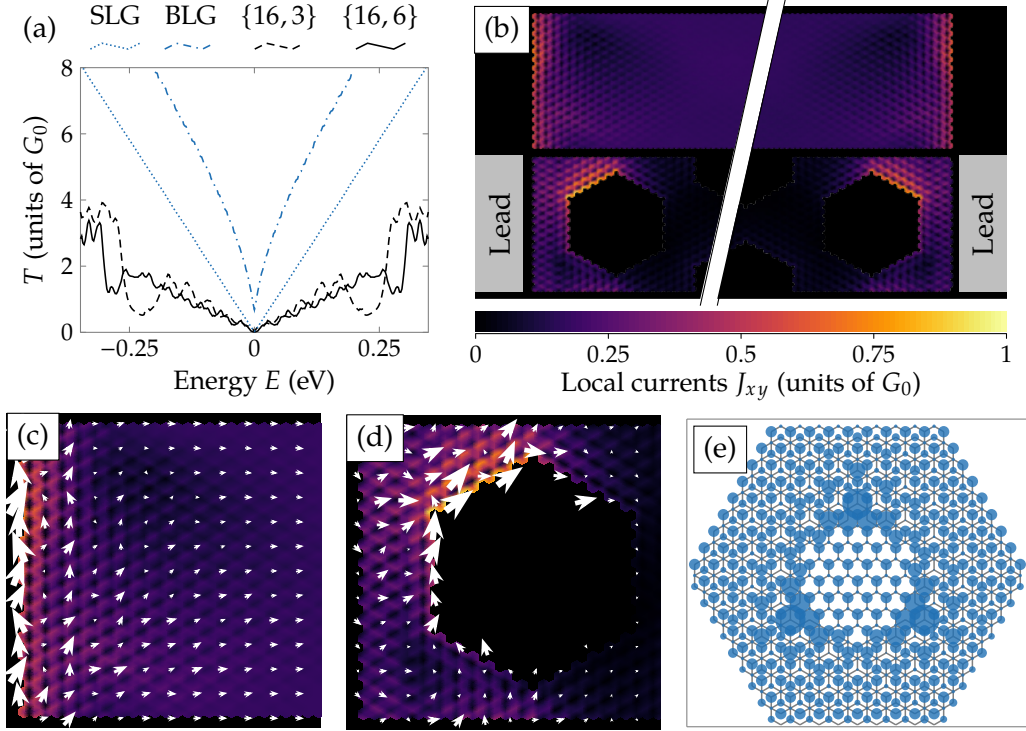 (a)
SLG BLG {16, 3} {16, 6}
8
6
4
2
0
T (units of G0)
−0.25 0 0.25
Energy E (eV)
(b)
Lead
Lead
0 0.25 0.5 0.75 1
Local currents Jxy (units of G0)
(c)
(d)
(e)